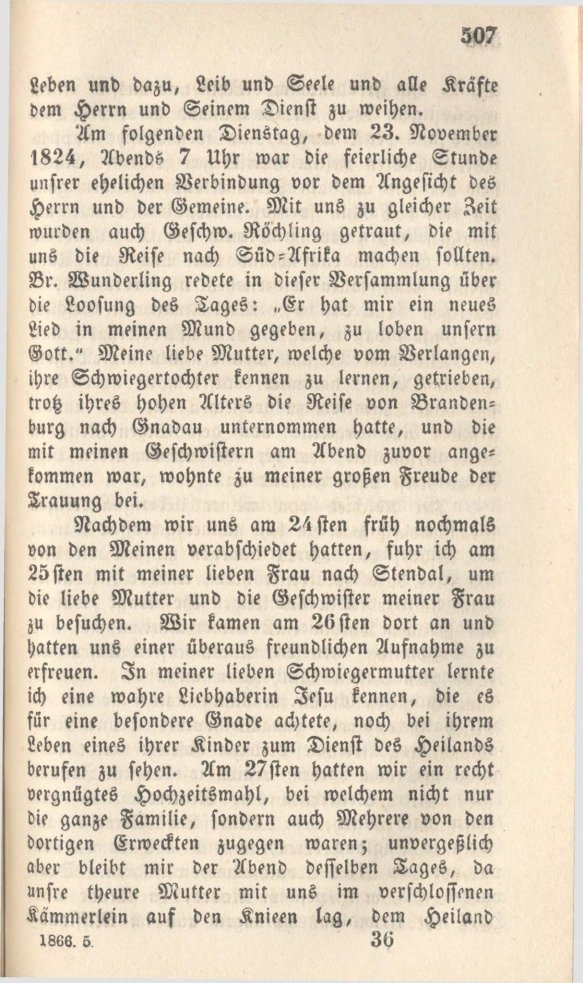 507
Leben und dazu, Leib und Seele und alle Kräfte
dem Herrn und Seinem Dienst zu weihen.
Am folgenden Dienstag, dem 23. November
1824, Abends 7 Uhr war die feierliche Stunde
unsrer ehelichen Verbindung vor dem Angesicht des
Herrn und der Gemeine. Mit uns zu gleicher Zeit
wurden auch Geschw. Röchling getraut, die mit
uns die Reise nach Süd-Afrika machen sollten.
Br. Wunderling redete in dieser Versammlung über
die Loosung des Tages: „Er hat mir ein neues
Lied in meinen Mund gegeben, zu loben unsern
Gott.“ Meine liebe Mutter, welche vom Verlangen,
ihre Schwiegertochter kennen zu lernen, getrieben,
trotz ihres hohen Alters die Reise von Branden-
burg nach Gnadau unternommen hatte, und die
mit meinen Geschwistern am Abend zuvor ange-
kommen war, wohnte zu meiner großen Freude der
Trauung bei.
Nachdem wir uns am 24sten früh nochmals
von den Meinen verabschiedet hatten, fuhr ich am
25sten mit meiner lieben Frau nach Stendal, um
die liebe Mutter und die Geschwister meiner Frau
zu besuchen. Wir kamen am 26sten dort an und
hatten uns einer überaus freundlichen Aufnahme zu
erfreuen. In meiner lieben Schwiegermutter lernte
ich eine wahre Liebhaberin Jesu kennen, die es
für eine besondere Gnade achtete, noch bei ihrem
Leben eines ihrer Kinder zum Dienst des Heilands
berufen zu sehen. Am 27sten hatten wir ein recht
vergnügtes Hochzeitsmahl, bei welchem nicht nur
die ganze Familie, sondern auch Mehrere von den
dortigen Erweckten zugegen waren; unvergeßlich
aber bleibt mir der Abend desselben Tages, da
unsre theure Mutter mit uns im verschlossenen
Kämmerlein auf den Knieen lag, dem Heiland
1866. 5. 36